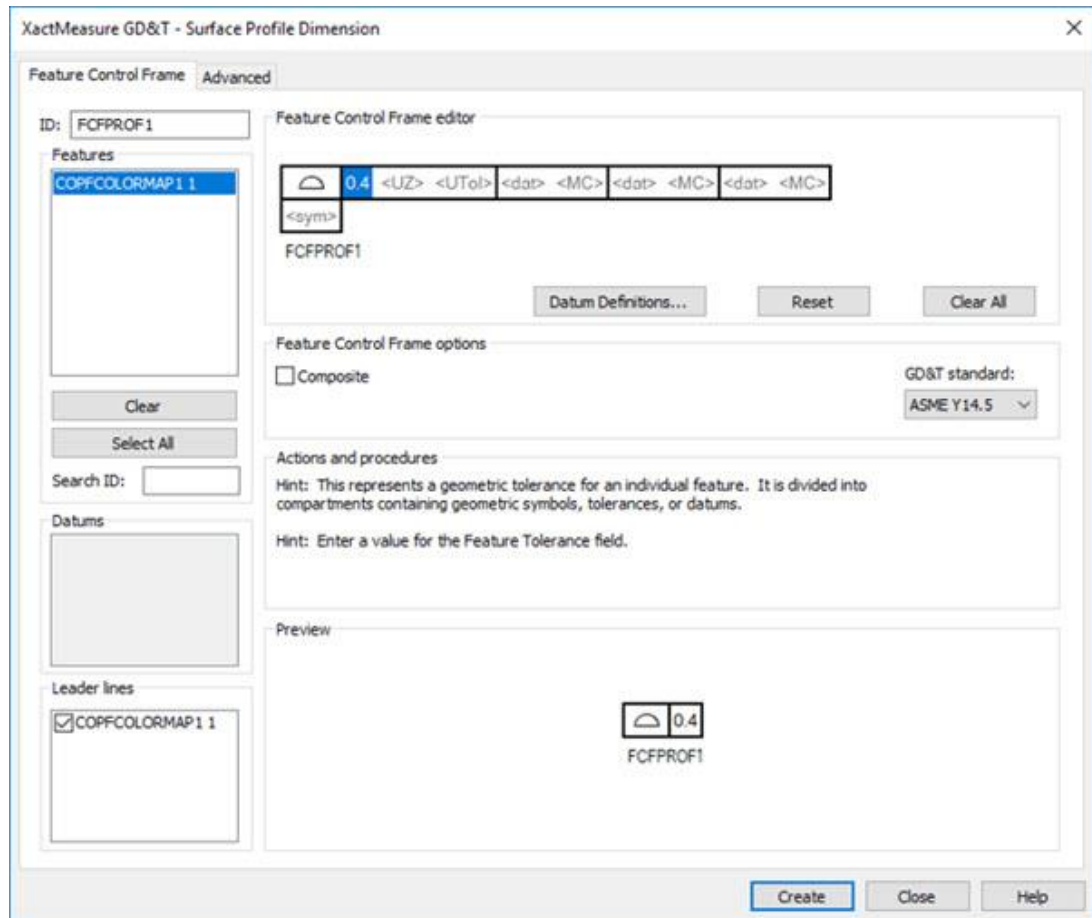 XactMeasure GD&T - Surface Profile Dimension
Feature Control Frame
Advanced
ID: FCFPROF1
Features
COPFCOLORMAP1 1
Clear
Select All
Search ID:
Datums
Leader lines
COPFCOLORMAP1 1
Feature Control Frame editor
0.4 <UZ> <UTol> <dat> <MC> <dat> <MC> <dat> <MC>
<sym>
FCFPROF1
Datum Definitions...
Reset
Clear All
Feature Control Frame options
Composite
GD&T standard:
ASME Y14.5
Actions and procedures
Hint: This represents a geometric tolerance for an individual feature. It is divided into
compartments containing geometric symbols, tolerances, or datums.
Hint: Enter a value for the Feature Tolerance field.
Preview
0.4
FCFPROF1
Create
Close
Help